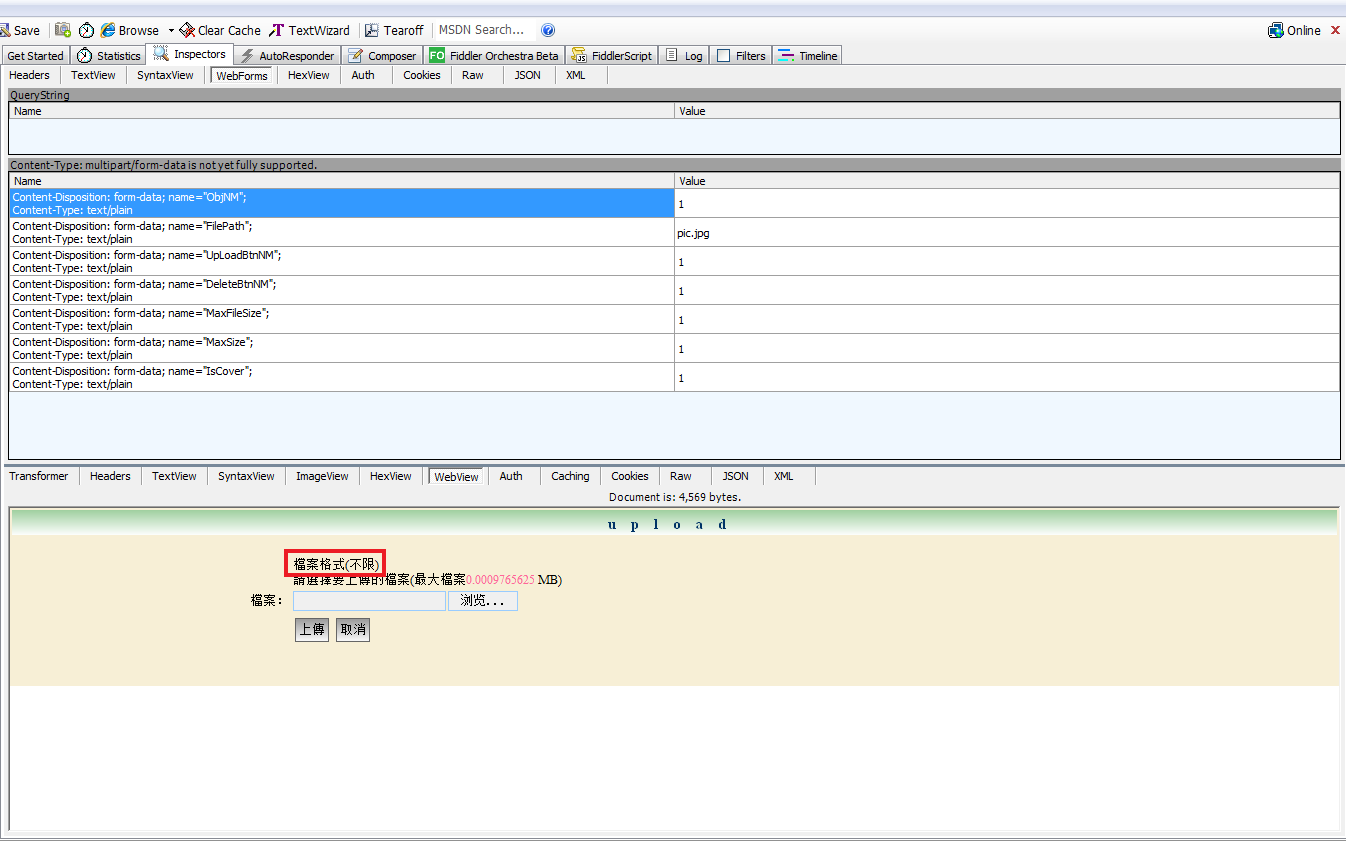 Save Browse Clear Cache TextWizard Tearoff MSDN Search... Online
Get Started Statistics Inspectors AutoResponder Composer FO Fiddler Orchestra Beta FiddlerScript Log Filters Timeline
Headers TextView SyntaxView WebForms HexView Auth Cookies Raw JSON XML
QueryString
Name Value
Content-Type: multipart/form-data is not yet fully supported.
Name Value
Content-Disposition: form-data; name="ObjNM";
Content-Type: text/plain
1
Content-Disposition: form-data; name="FilePath";
Content-Type: text/plain
pic.jpg
Content-Disposition: form-data; name="UpLoadBtnNM";
Content-Type: text/plain
1
Content-Disposition: form-data; name="DeleteBtnNM";
Content-Type: text/plain
1
Content-Disposition: form-data; name="MaxFileSize";
Content-Type: text/plain
1
Content-Disposition: form-data; name="MaxSize";
Content-Type: text/plain
1
Content-Disposition: form-data; name="IsCover";
Content-Type: text/plain
1
Transformer Headers TextView SyntaxView ImageView HexView WebView Auth Caching Cookies Raw JSON XML
Document is: 4,569 bytes.
u p l o a d
檔案格式(不限)
請選擇要上傳的檔案(最大檔案0.0009765625 MB)
檔案： 浏览...
上傳 取消